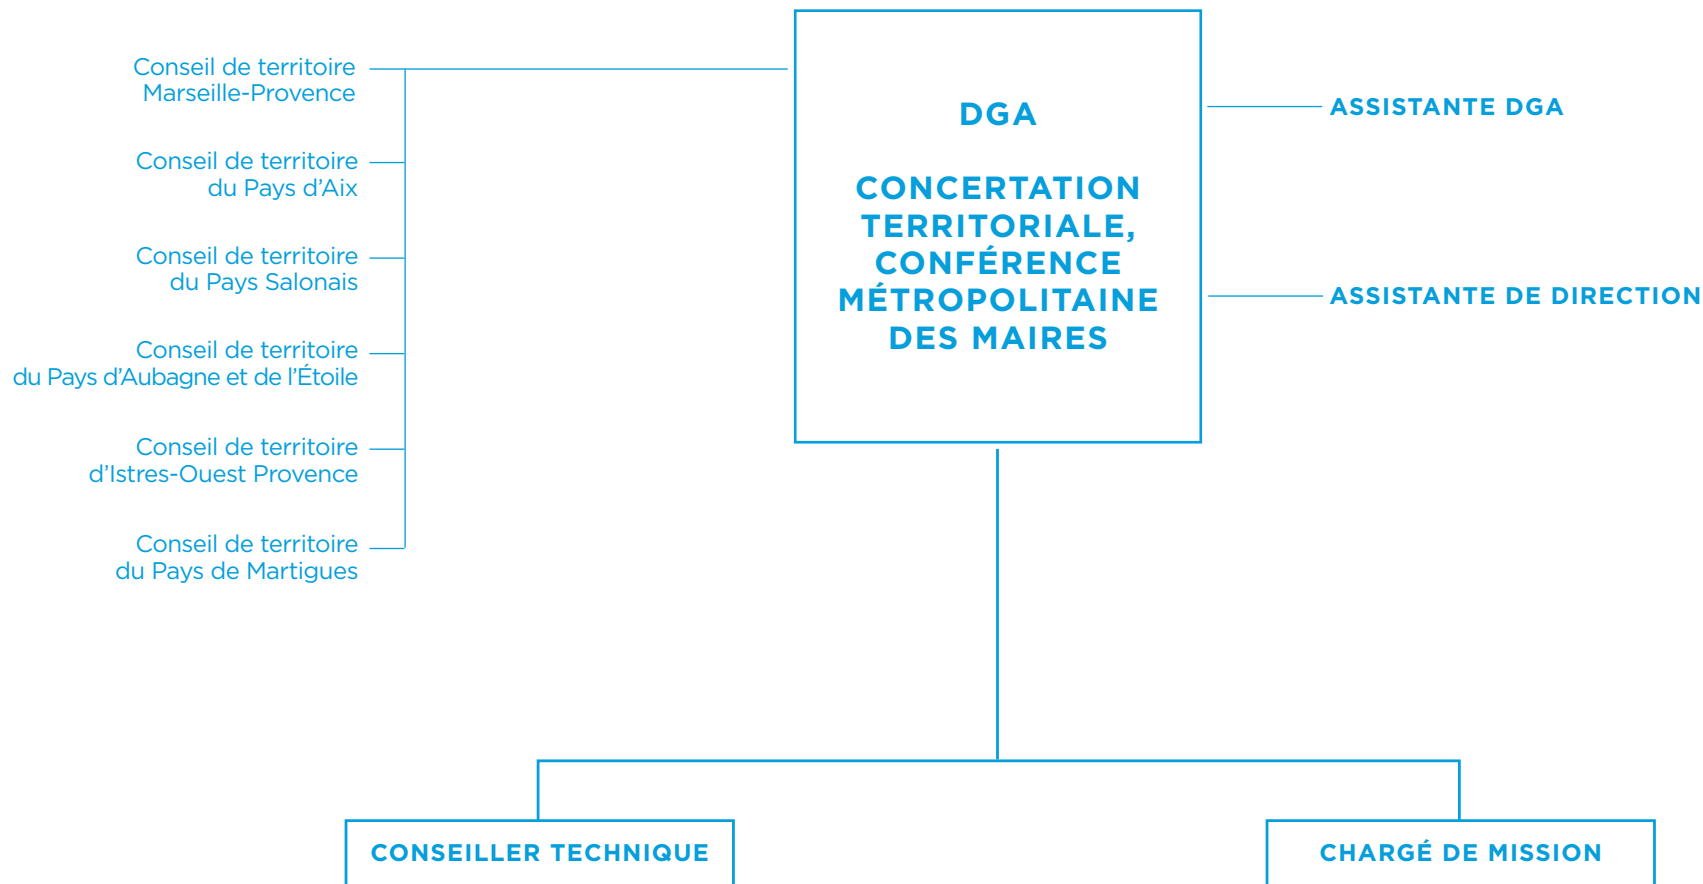 Conseil de territoire
Marseille-Provence
Conseil de territoire
du Pays d’Aix
Conseil de territoire
du Pays Salonais
Conseil de territoire
du Pays d’Aubagne et de l’Étoile
Conseil de territoire
d’Istres-Ouest Provence
Conseil de territoire
du Pays de Martigues
DGA
CONCERTATION
TERRITORIALE,
CONFÉRENCE
MÉTROPOLITAINE
DES MAIRES
ASSISTANTE DGA
ASSISTANTE DE DIRECTION
CONSEILLER TECHNIQUE
CHARGÉ DE MISSION